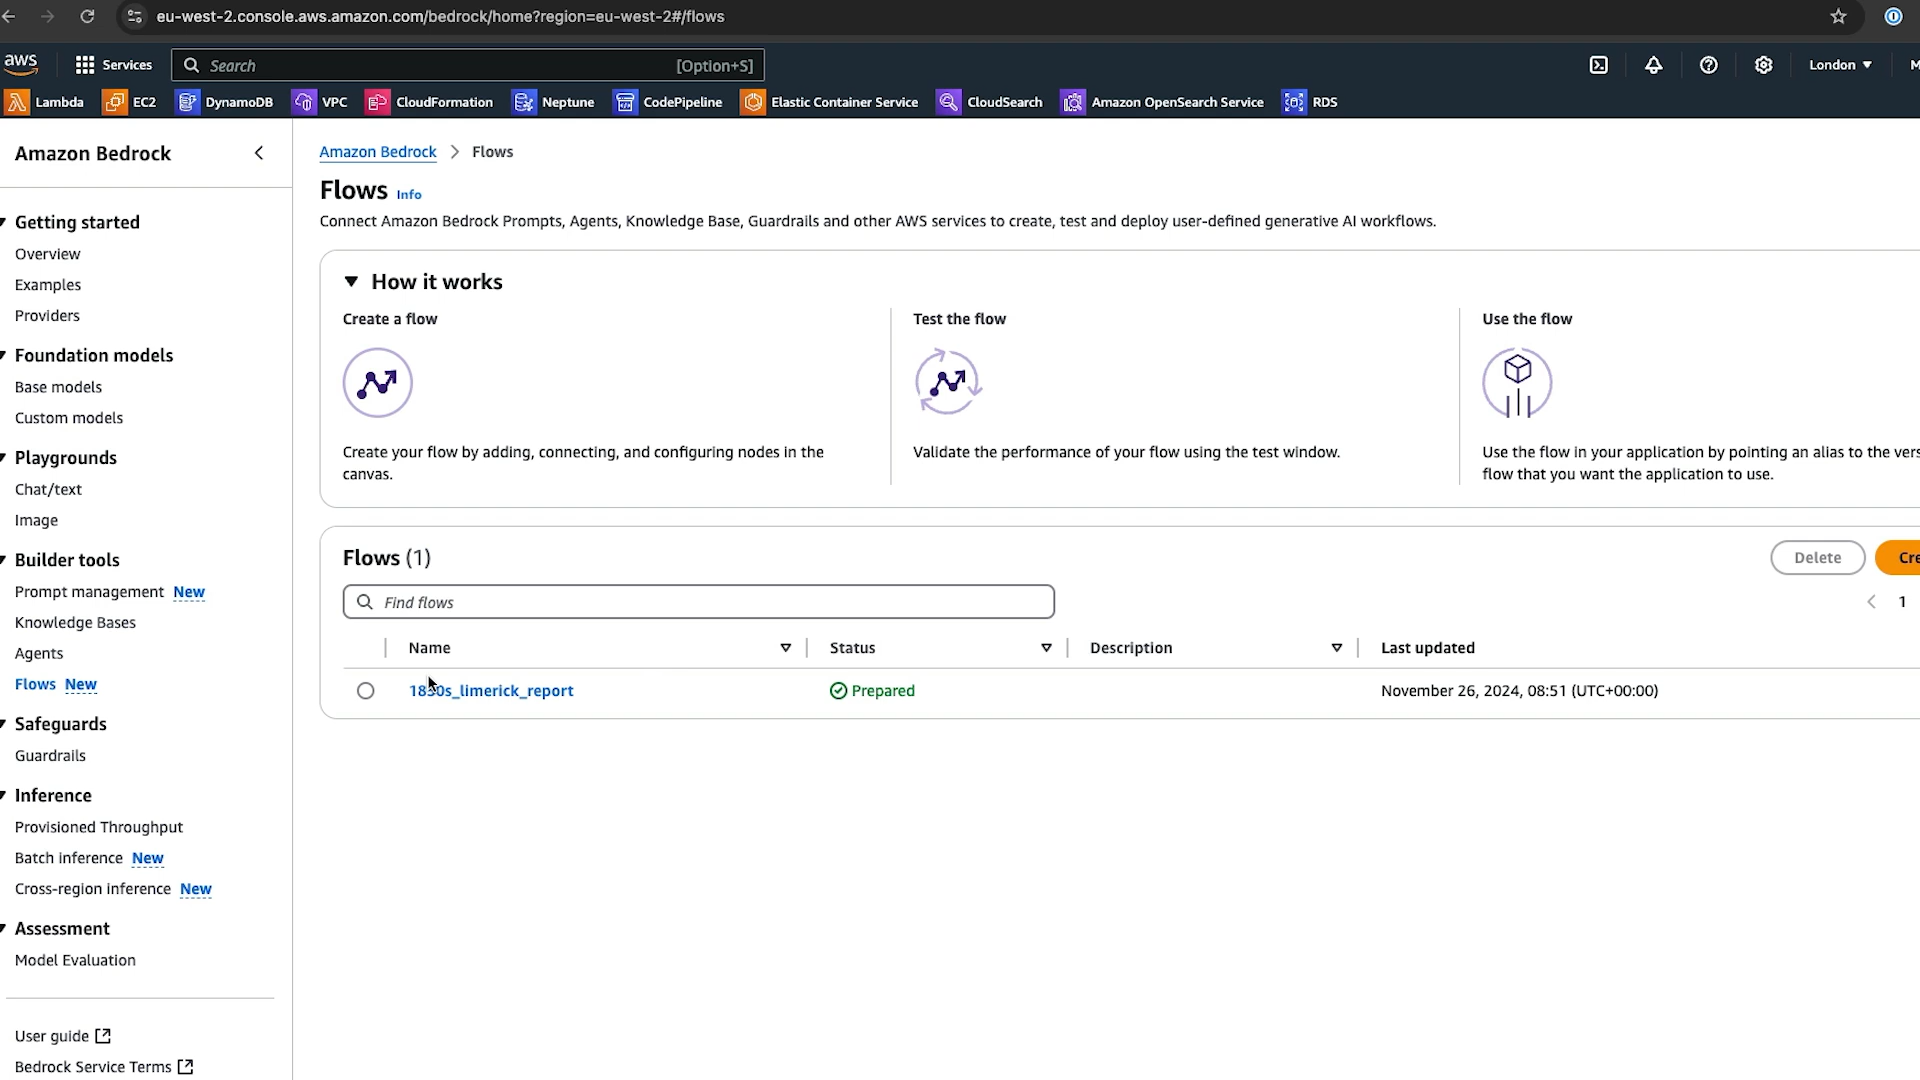 eu-west-2.console.aws.amazon.com/bedrock/home?region=eu-west-2#/flows
aws
Services
Search
[Option+S]
London
M
Lambda
EC2
DynamoDB
VPC
CloudFormation
Neptune
CodePipeline
Elastic Container Service
CloudSearch
Amazon OpenSearch Service
RDS
Amazon Bedrock
Getting started
Overview
Examples
Providers
Foundation models
Base models
Custom models
Playgrounds
Chat/text
Image
Builder tools
Prompt management New
Knowledge Bases
Agents
Flows New
Safeguards
Guardrails
Inference
Provisioned Throughput
Batch inference New
Cross-region inference New
Assessment
Model Evaluation
User guide
Bedrock Service Terms
Amazon Bedrock > Flows
Flows Info
Connect Amazon Bedrock Prompts, Agents, Knowledge Base, Guardrails and other AWS services to create, test and deploy user-defined generative AI workflows.
How it works
Create a flow
Create your flow by adding, connecting, and configuring nodes in the
canvas.
Test the flow
Validate the performance of your flow using the test window.
Use the flow
Use the flow in your application by pointing an alias to the vers
flow that you want the application to use.
Flows (1)
Delete
Cre
Find flows
1
Name
Status
Description
Last updated
1830s_limerick_report
Prepared
November 26, 2024, 08:51 (UTC+00:00)